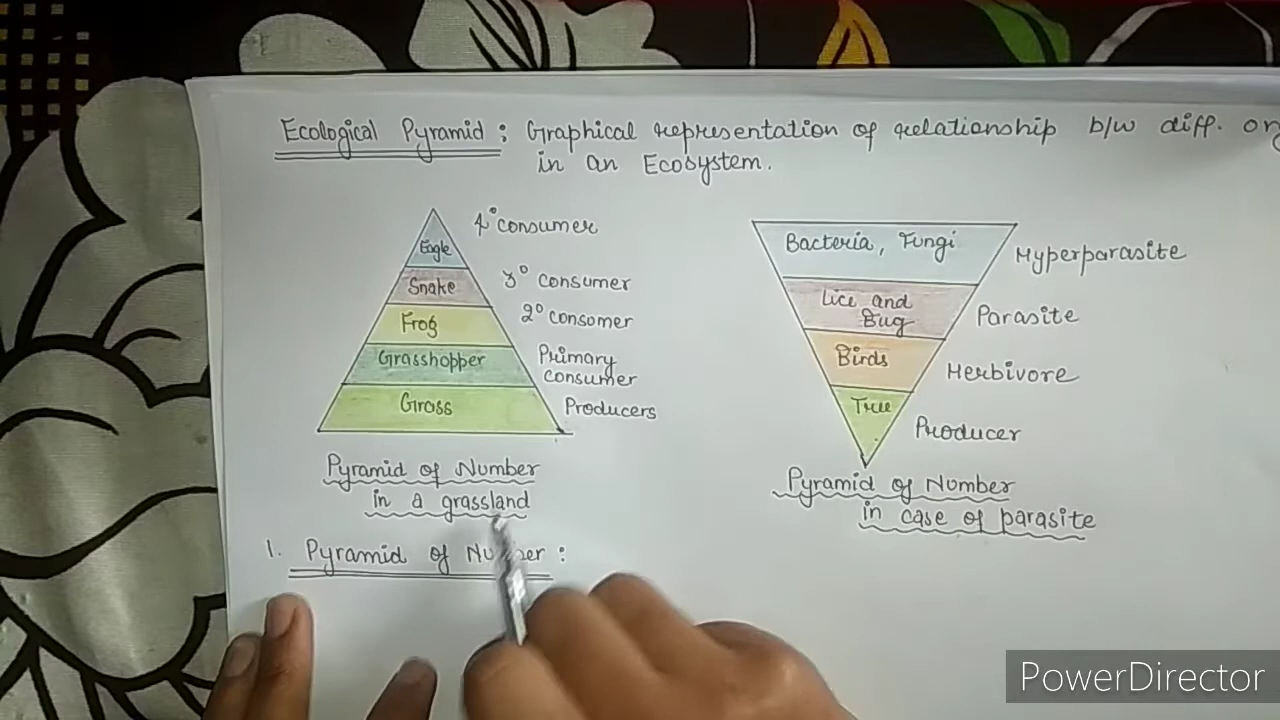 Ecological Pyramid : Graphical representation of relationship b/w diff.
in an Ecosystem.
Eagle
4° consumer
Snake
3° consumer
Frog
2° consomer
Grasshopper
Primary
consumer
Grass
Producers
Pyramid of Number
in a grassland
Bacteria, Fungi
Hyperparasite
Lice and
Bug
Parasite
Birds
Herbivore
Tree
Producer
Pyramid of Number
in case of parasite
1. Pyramid of Number :
PowerDirector